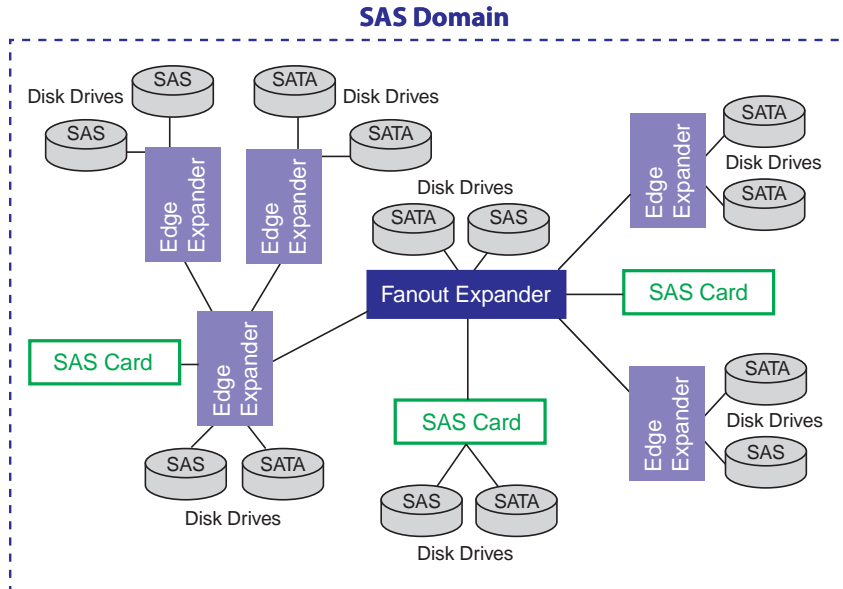 SAS Domain
SAS
Disk Drives
SAS
SATA
Disk Drives
SATA
Edge
Expander
Edge
Expander
Disk Drives
SATA
SAS
SATA
Disk Drives
SATA
Edge
Expander
Fanout Expander
SAS Card
SAS Card
Edge
Expander
SAS
SATA
Disk Drives
SAS Card
SAS
SATA
Disk Drives
Edge
Expander
SATA
Disk Drives
SAS